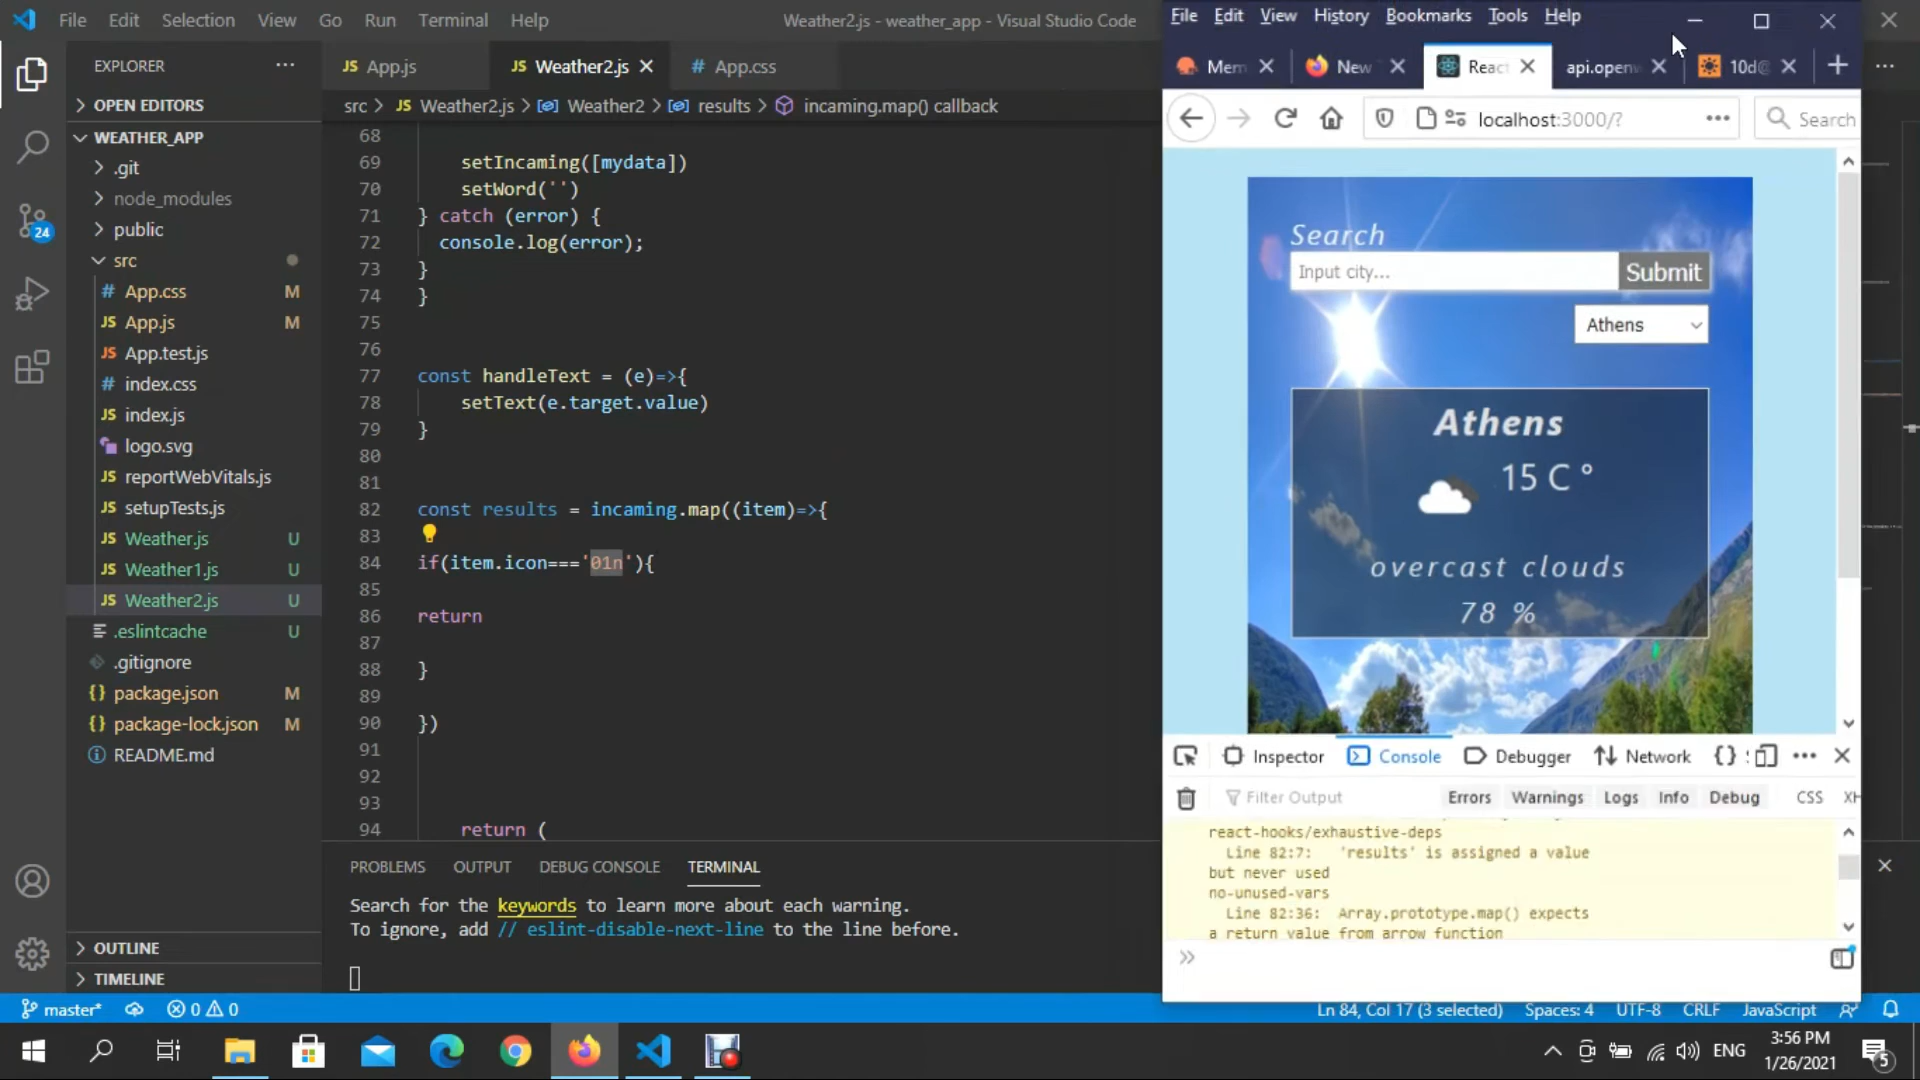 File Edit Selection View Go Run Terminal Help
Weather2.js - weather_app - Visual Studio Code
EXPLORER
OPEN EDITORS
WEATHER_APP
.git
node_modules
public
src
App.css M
App.js M
App.test.js
index.css
index.js
logo.svg
reportWebVitals.js
setupTests.js
Weather.js U
Weather1.js U
Weather2.js U
.eslintcache U
.gitignore
package.json M
package-lock.json M
README.md
OUTLINE
TIMELINE
24
JS App.js
JS Weather2.js
# App.css
src > JS Weather2.js > Weather2 > results > incaming.map() callback
68
69 setIncaming([mydata])
70 setWord('')
71 } catch (error) {
72 console.log(error);
73 }
74 }
75
76
77 const handleText = (e)=>{
78 setText(e.target.value)
79 }
80
81
82 const results = incaming.map((item)=>{
83
84 if(item.icon==='01n'){
85
86 return
87
88 }
89
90 })
91
92
93
94 return (
PROBLEMS OUTPUT DEBUG CONSOLE TERMINAL
Search for the keywords to learn more about each warning.
To ignore, add // eslint-disable-next-line to the line before.
File Edit View History Bookmarks Tools Help
New
React
api.openw
10d@
localhost:3000/?
Search
Search
Input city...
Submit
Athens
Athens
15 C °
overcast clouds
78 %
Inspector Console Debugger Network
Filter Output
Errors Warnings Logs Info Debug CSS XH
react-hooks/exhaustive-deps
Line 82:7: 'results' is assigned a value
but never used
no-unused-vars
Line 82:36: Array.prototype.map() expects
a return value from arrow function
master* 0 0
Ln 84, Col 17 (3 selected) Spaces: 4 UTF-8 CRLF JavaScript
ENG
3:56 PM
1/26/2021
5